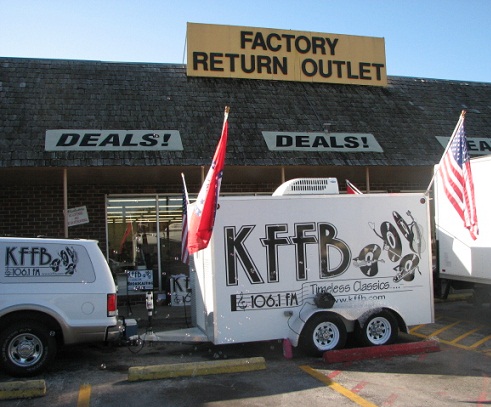 FACTORY
RETURN OUTLET
DEALS!
DEALS!
KFFB
106.1 FM
KFFB
106.1 FM
Timeless Classics....
www.kffb.com